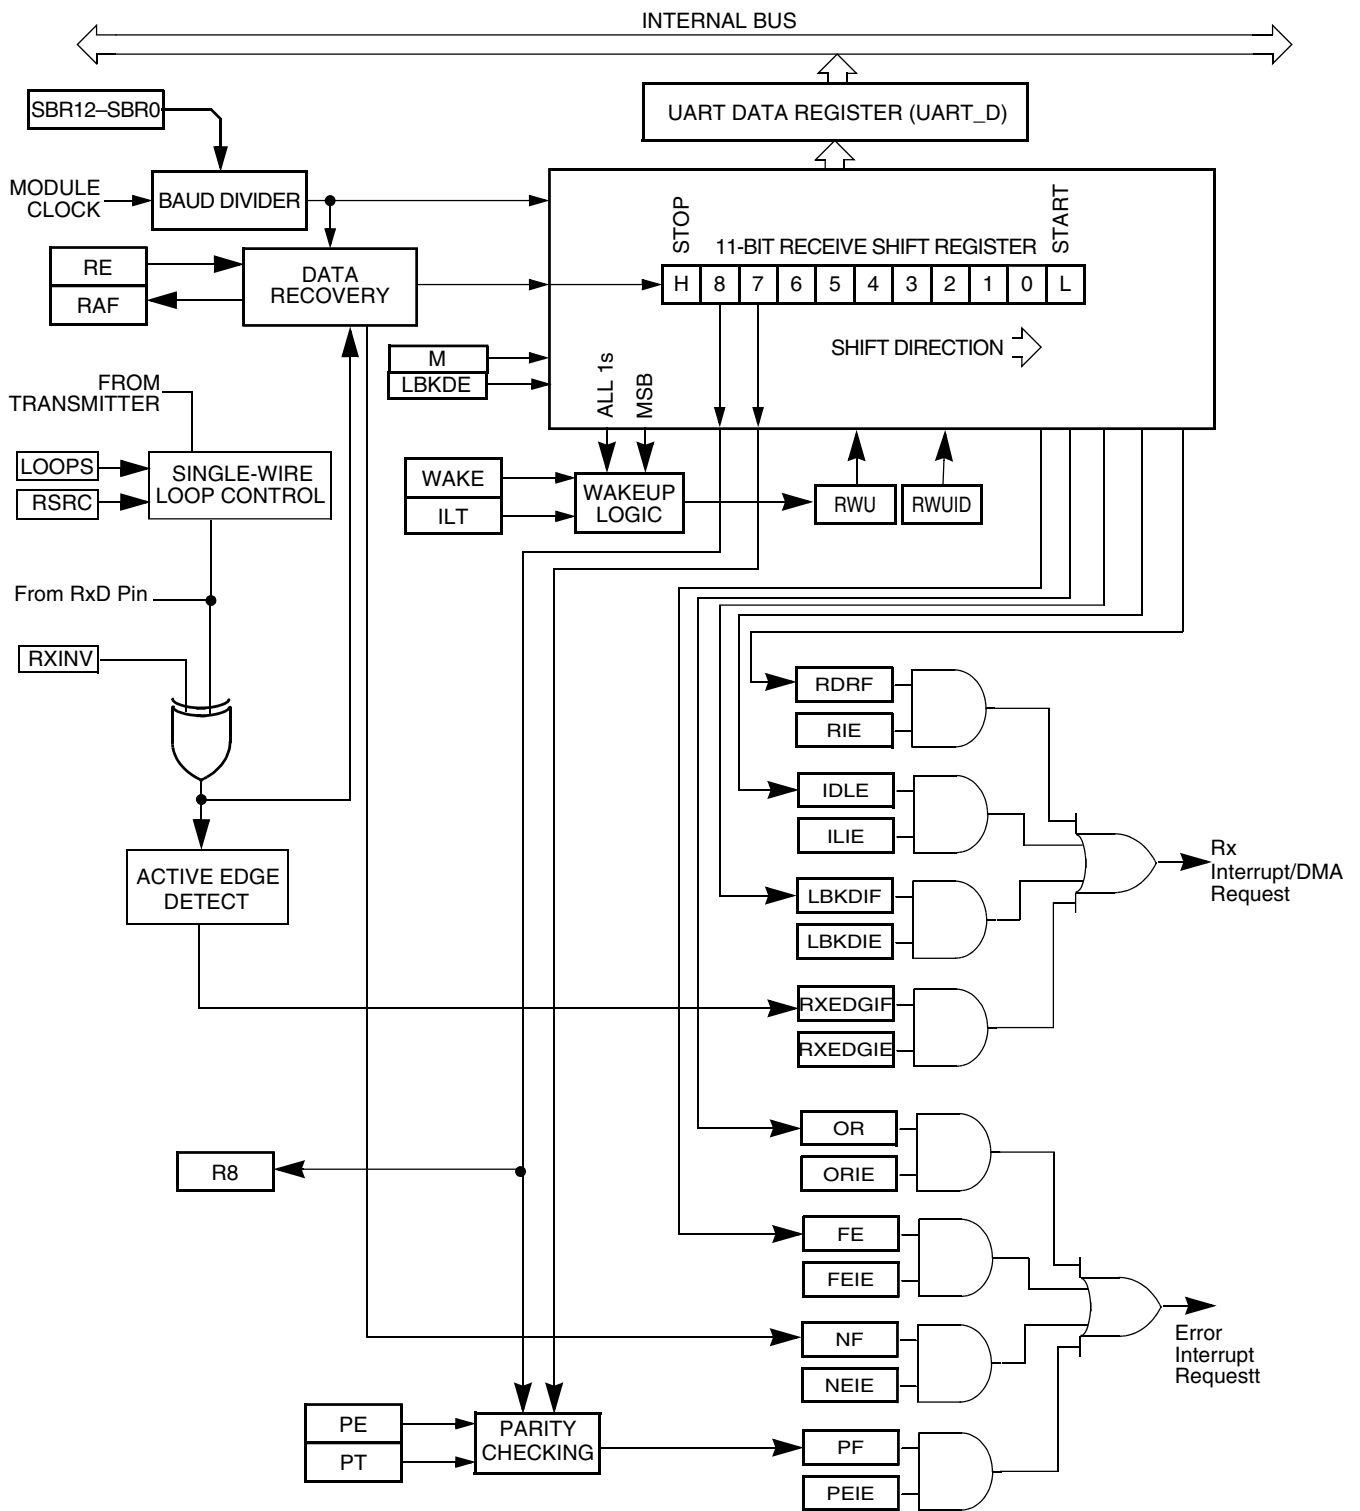 INTERNAL BUS
SBR12–SBR0
UART DATA REGISTER (UART_D)
MODULE
CLOCK
BAUD DIVIDER
STOP
11-BIT RECEIVE SHIFT REGISTER
START
RE
RAF
DATA
RECOVERY
H 8 7 6 5 4 3 2 1 0 L
SHIFT DIRECTION
M
LBKDE
ALL 1s
MSB
FROM
TRANSMITTER
LOOPS
RSRC
SINGLE-WIRE
LOOP CONTROL
WAKE
ILT
WAKEUP
LOGIC
RWU
RWUID
From RxD Pin
RXINV
RDRF
RIE
IDLE
ILIE
Rx
Interrupt/DMA
Request
ACTIVE EDGE
DETECT
LBKDIF
LBKDIE
RXEDGIF
RXEDGIE
OR
ORIE
R8
FE
FEIE
NF
NEIE
Error
Interrupt
Requestt
PE
PT
PARITY
CHECKING
PF
PEIE